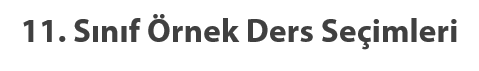 11. Sınıf Örnek Ders Seçimleri